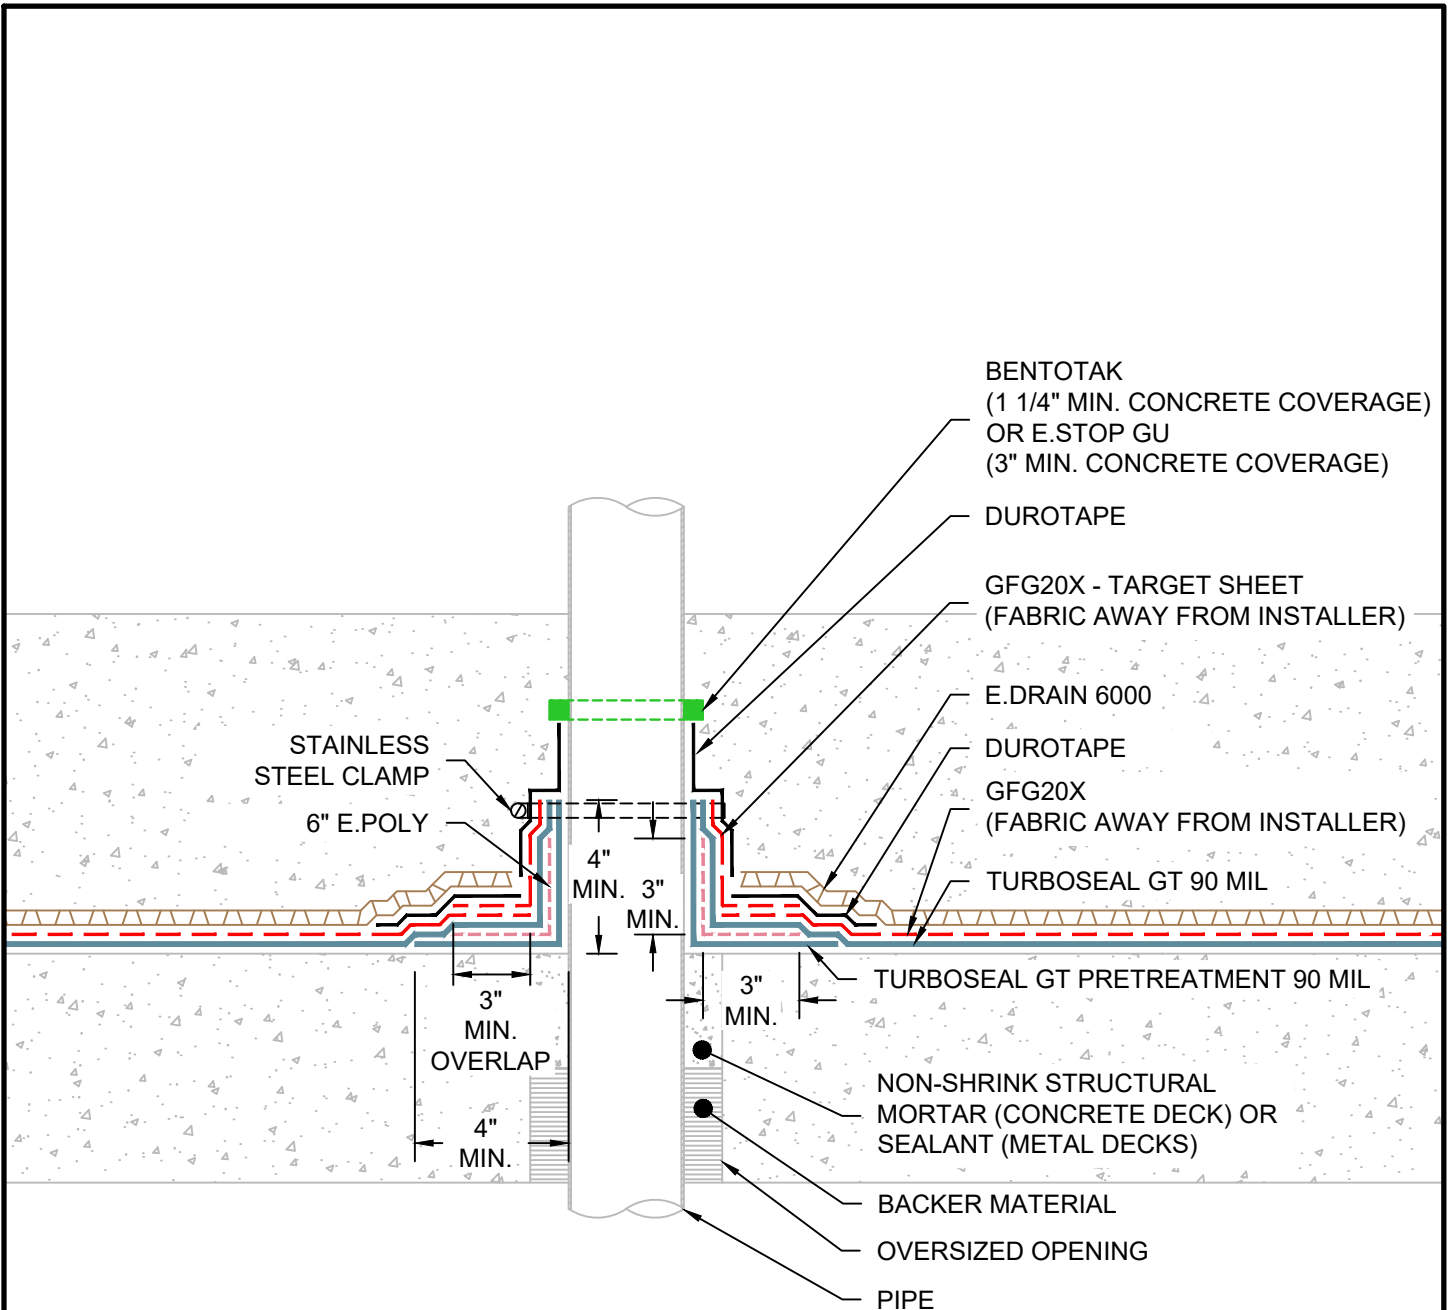 BENTOTAK
(1 1/4" MIN. CONCRETE COVERAGE)
OR E.STOP GU
(3" MIN. CONCRETE COVERAGE)
DUROTAPE
GFG20X - TARGET SHEET
(FABRIC AWAY FROM INSTALLER)
E.DRAIN 6000
DUROTAPE
GFG20X
(FABRIC AWAY FROM INSTALLER)
TURBOSEAL GT 90 MIL
TURBOSEAL GT PRETREATMENT 90 MIL
STAINLESS
STEEL CLAMP
6" E.POLY
4"
MIN.
3"
MIN.
3"
MIN.
OVERLAP
3"
MIN.
4"
MIN.
NON-SHRINK STRUCTURAL
MORTAR (CONCRETE DECK) OR
SEALANT (METAL DECKS)
BACKER MATERIAL
OVERSIZED OPENING
PIPE